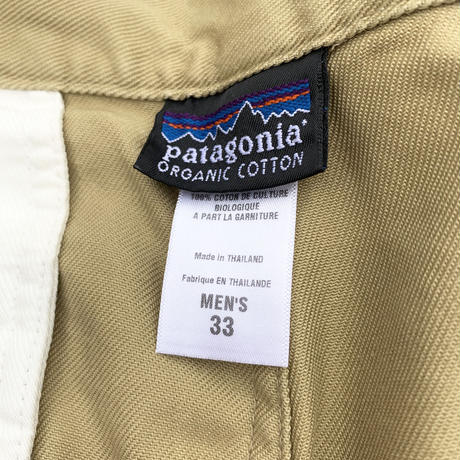 patagonia®
ORGANIC COTTON
100% COTON DE CULTURE
BIOLOGIQUE
A PART LA GARNITURE
Made in THAILAND
Fabrique EN THAILANDE
MEN'S
33